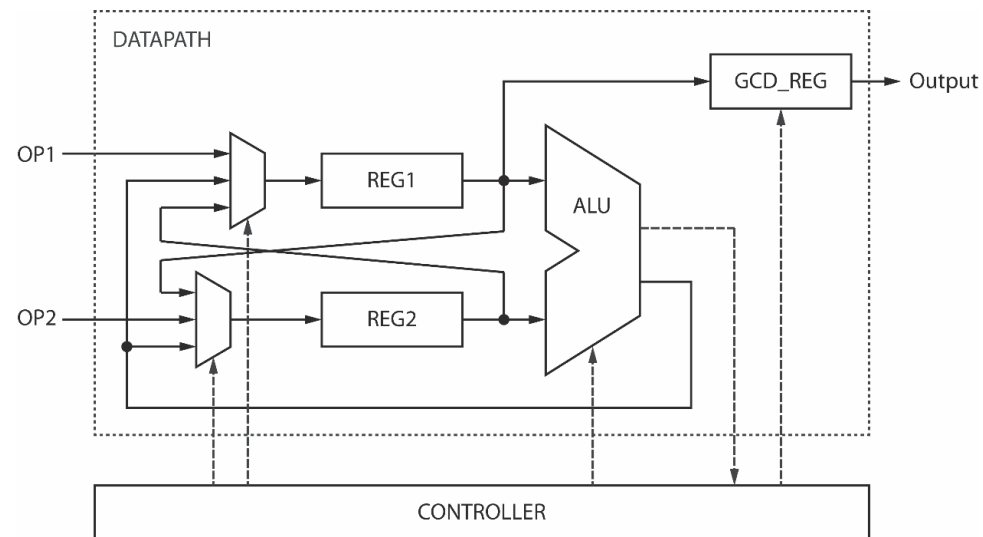 DATAPATH
GCD_REG
Output
OP1
REG1
ALU
OP2
REG2
CONTROLLER